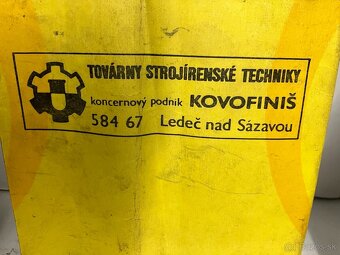 TOVÁRNY STROJÍRENSKÉ TECHNIKY
koncernový podnik KOVOFINIŠ
584 67 Ledeč nad Sázavou